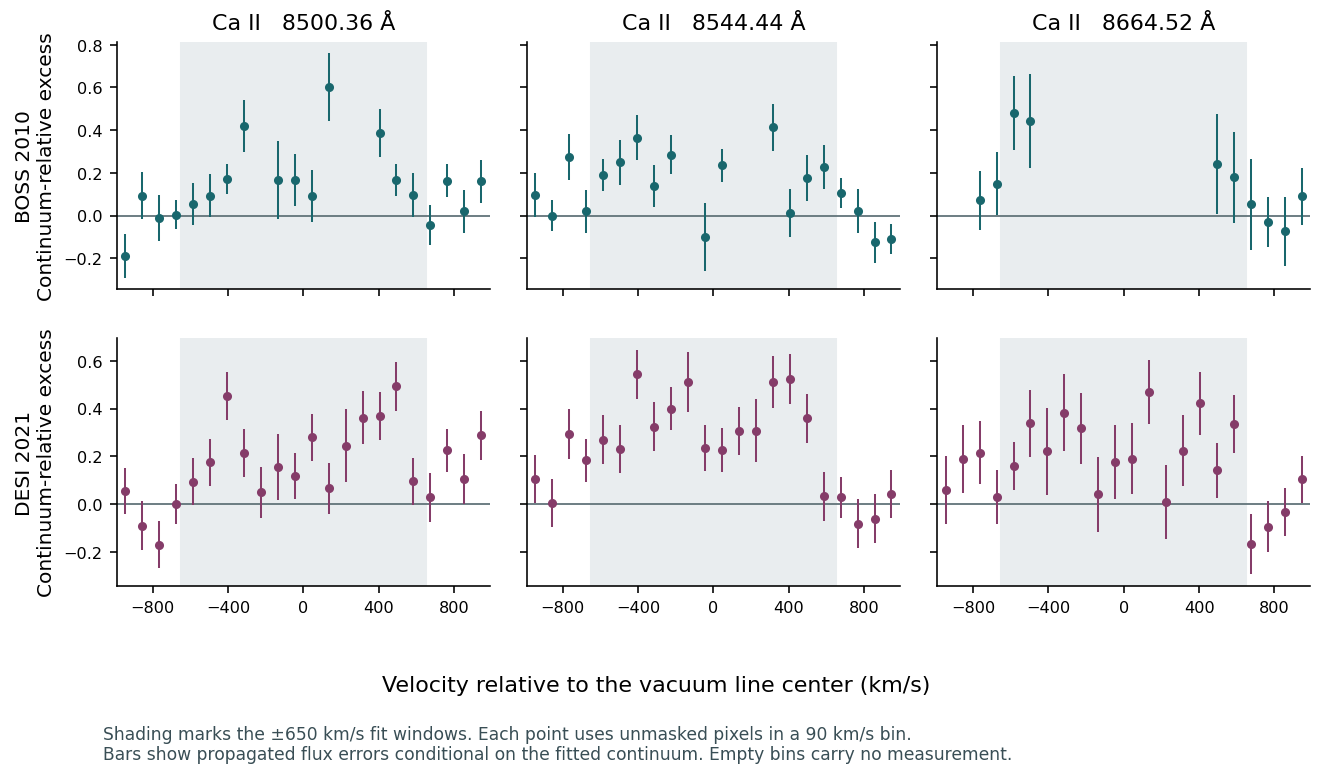 Ca II 8500.36 Å
Ca II 8544.44 Å
Ca II 8664.52 Å
BOSS 2010
Continuum-relative excess
0.8
0.6
0.4
0.2
0.0
−0.2
DESI 2021
Continuum-relative excess
0.6
0.4
0.2
0.0
−0.2
−800 −400 0 400 800
−800 −400 0 400 800
−800 −400 0 400 800
Velocity relative to the vacuum line center (km/s)
Shading marks the ±650 km/s fit windows. Each point uses unmasked pixels in a 90 km/s bin.
Bars show propagated flux errors conditional on the fitted continuum. Empty bins carry no measurement.